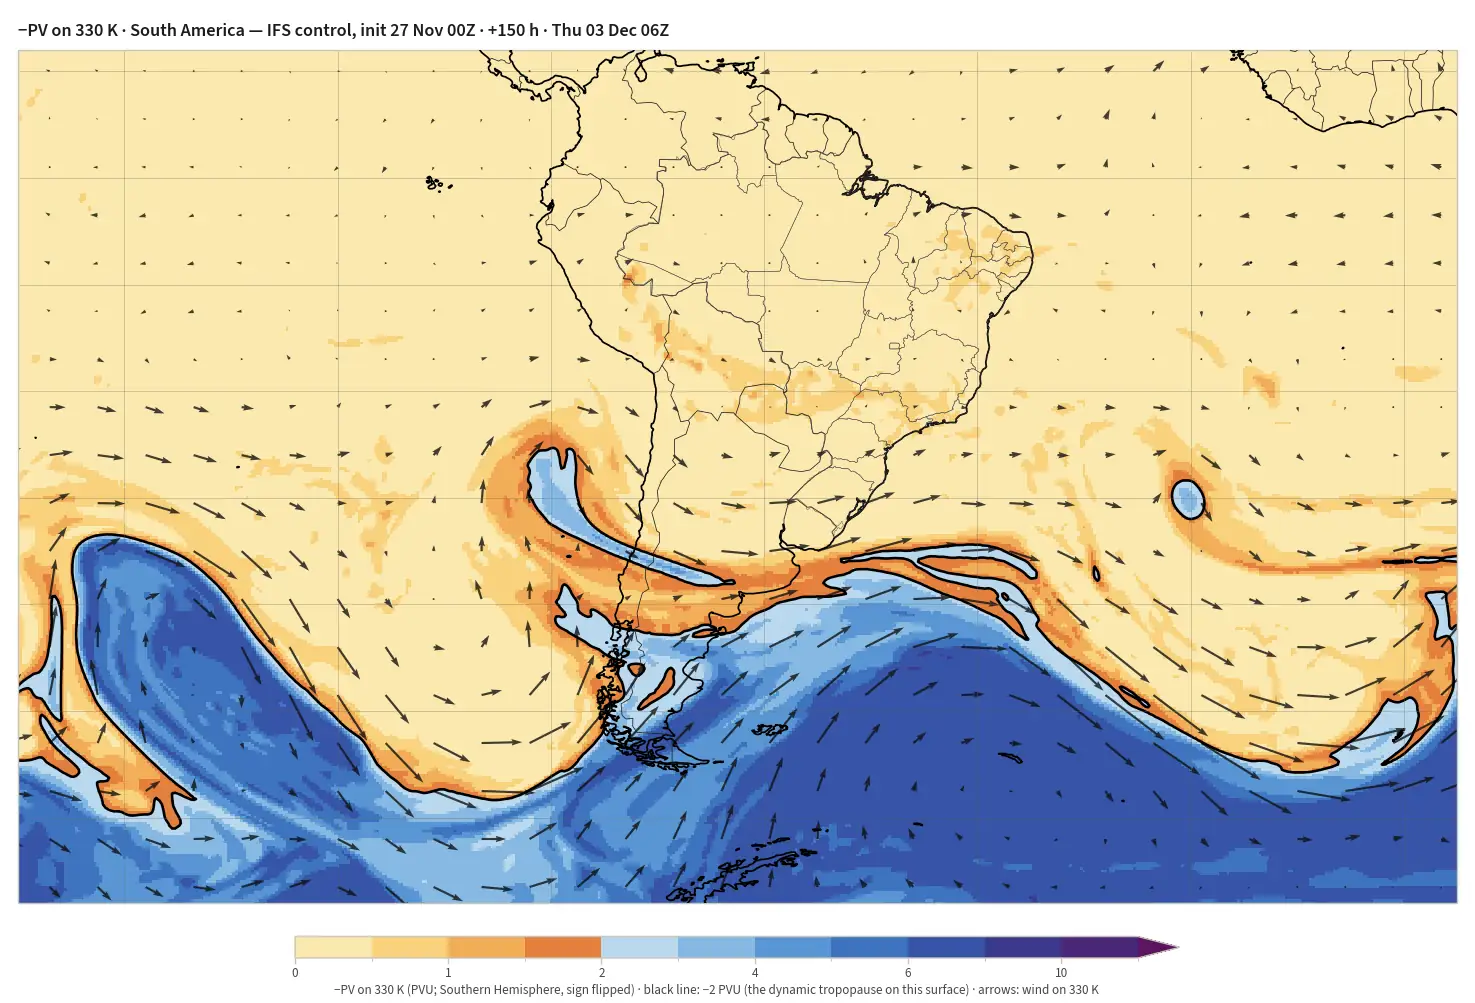 −PV on 330 K · South America — IFS control, init 27 Nov 00Z · +150 h · Thu 03 Dec 06Z
0 1 2 4 6 10
−PV on 330 K (PVU; Southern Hemisphere, sign flipped) · black line: −2 PVU (the dynamic tropopause on this surface) · arrows: wind on 330 K